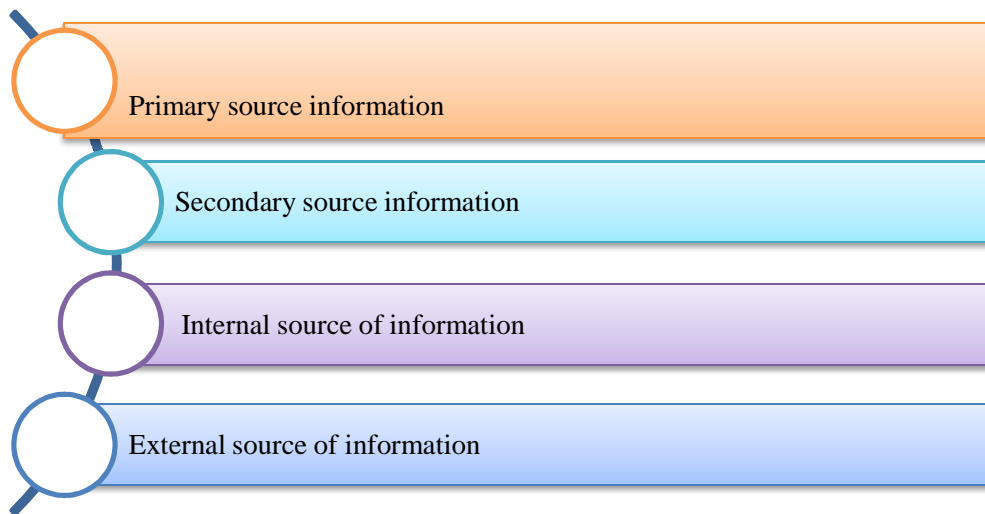 Primary source information
Secondary source information
Internal source of information
External source of information